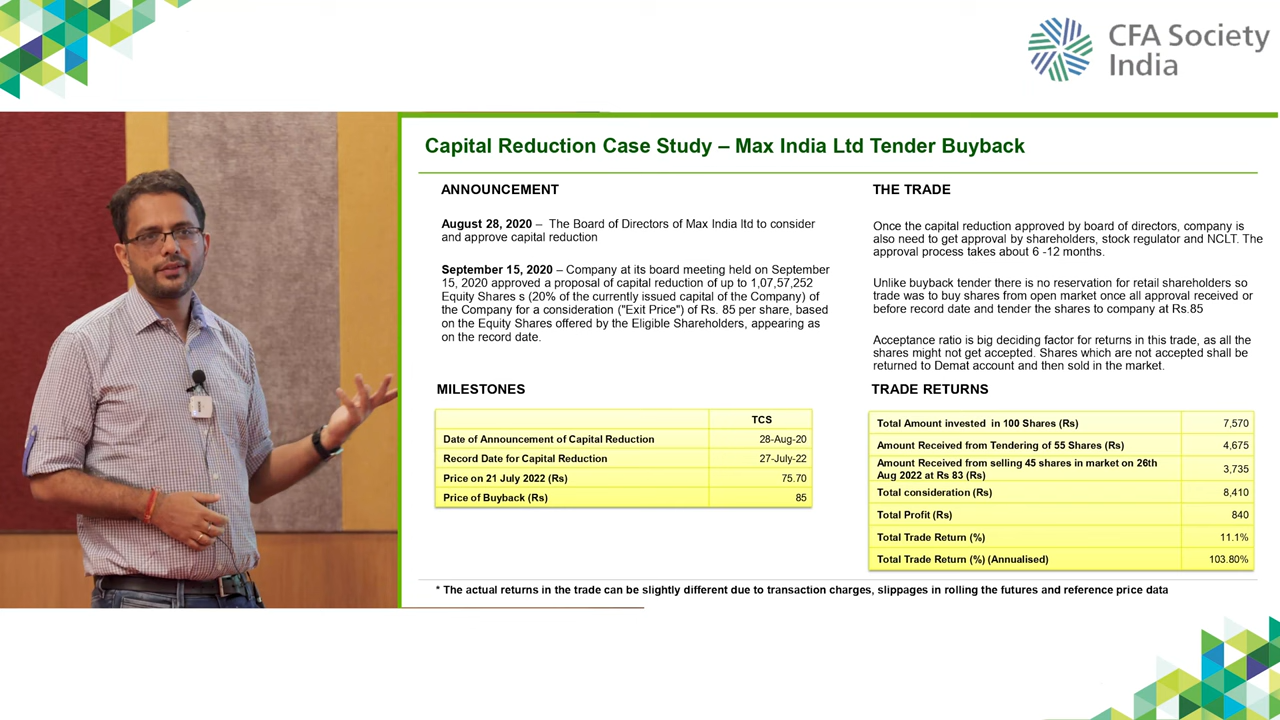 CFA Society
India
Capital Reduction Case Study – Max India Ltd Tender Buyback
ANNOUNCEMENT
August 28, 2020 – The Board of Directors of Max India ltd to consider
and approve capital reduction
September 15, 2020 – Company at its board meeting held on September
15, 2020 approved a proposal of capital reduction of up to 1,07,57,252
Equity Shares s (20% of the currently issued capital of the Company) of
the Company for a consideration ("Exit Price") of Rs. 85 per share, based
on the Equity Shares offered by the Eligible Shareholders, appearing as
on the record date.
THE TRADE
Once the capital reduction approved by board of directors, company is
also need to get approval by shareholders, stock regulator and NCLT. The
approval process takes about 6 -12 months.
Unlike buyback tender there is no reservation for retail shareholders so
trade was to buy shares from open market once all approval received or
before record date and tender the shares to company at Rs.85
Acceptance ratio is big deciding factor for returns in this trade, as all the
shares might not get accepted. Shares which are not accepted shall be
returned to Demat account and then sold in the market.
MILESTONES
TCS
Date of Announcement of Capital Reduction 28-Aug-20
Record Date for Capital Reduction 27-July-22
Price on 21 July 2022 (Rs) 75.70
Price of Buyback (Rs) 85
TRADE RETURNS
Total Amount invested in 100 Shares (Rs) 7,570
Amount Received from Tendering of 55 Shares (Rs) 4,675
Amount Received from selling 45 shares in market on 26th
Aug 2022 at Rs 83 (Rs) 3,735
Total consideration (Rs) 8,410
Total Profit (Rs) 840
Total Trade Return (%) 11.1%
Total Trade Return (%) (Annualised) 103.80%
* The actual returns in the trade can be slightly different due to transaction charges, slippages in rolling the futures and reference price data